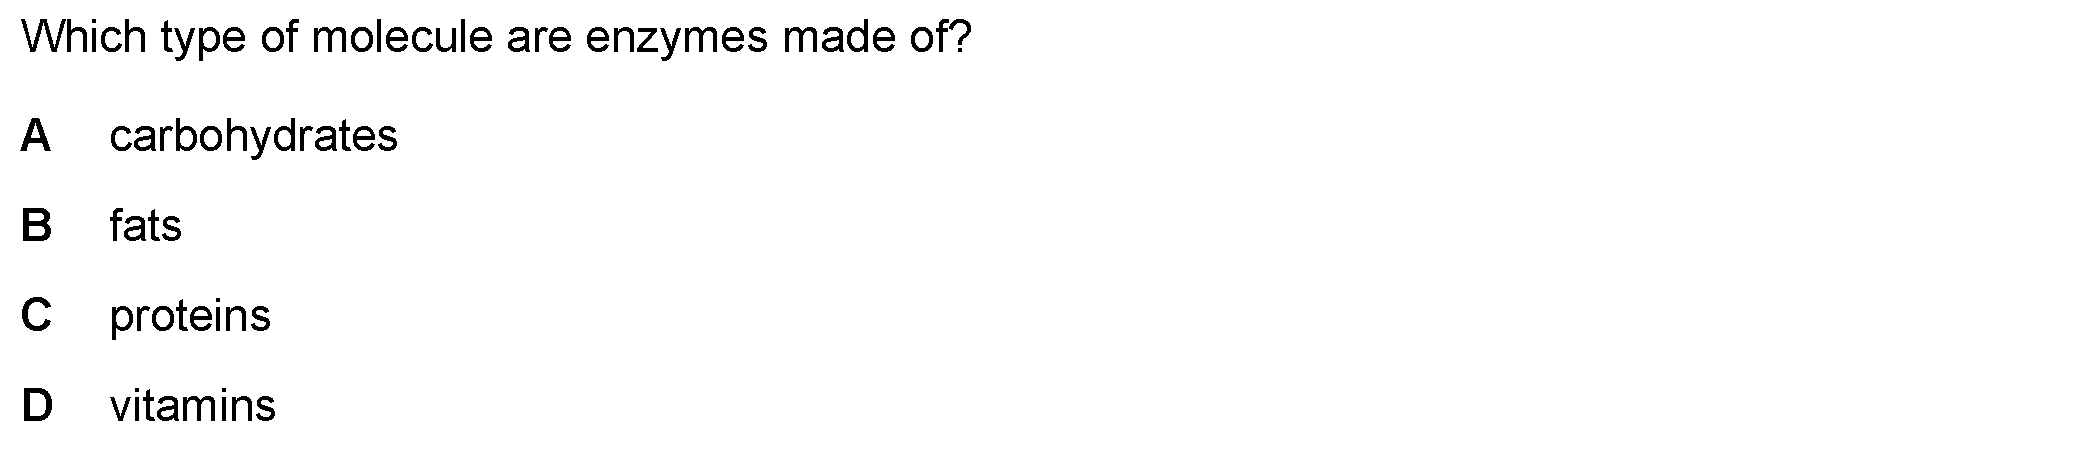 Which type of molecule are enzymes made of?
A carbohydrates
B fats
C proteins
D vitamins